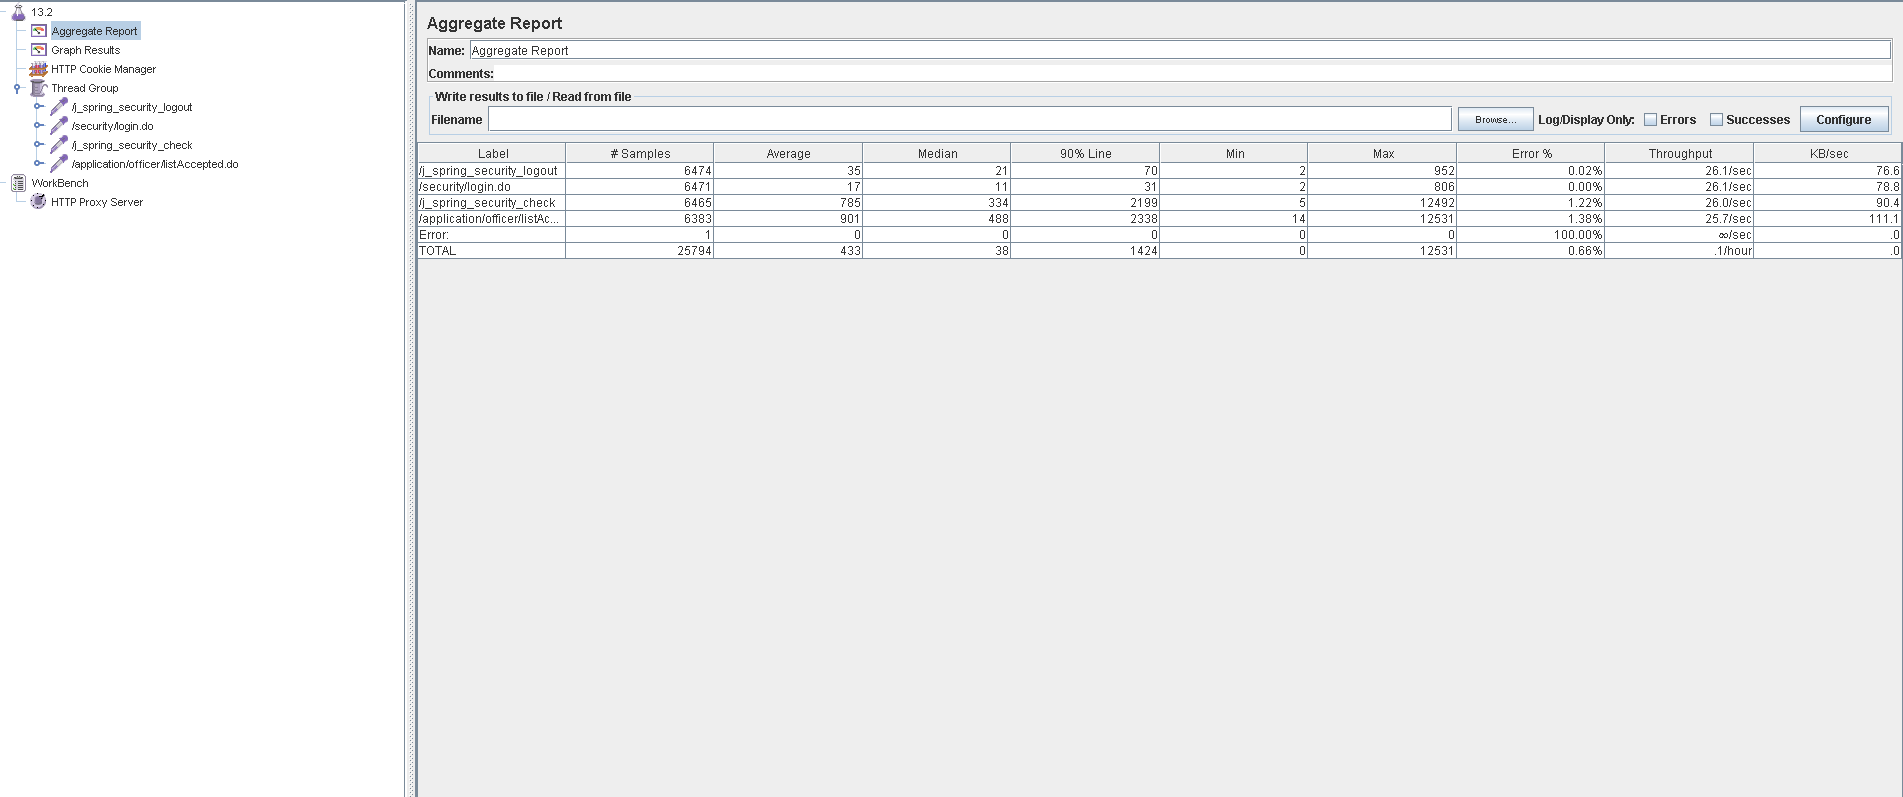 13.2
Aggregate Report
Graph Results
HTTP Cookie Manager
Thread Group
/j_spring_security_logout
/security/login.do
/j_spring_security_check
/application/officer/listAccepted.do
WorkBench
HTTP Proxy Server
Aggregate Report
Name: Aggregate Report
Comments:
Write results to file / Read from file
Filename Browse... Log/Display Only: Errors Successes Configure
Label # Samples Average Median 90% Line Min Max Error % Throughput KB/sec
/j_spring_security_logout 6474 35 21 70 2 952 0.02% 26.1/sec 76.6
/security/login.do 6471 17 11 31 2 806 0.00% 26.1/sec 78.8
/j_spring_security_check 6465 785 334 2199 5 12492 1.22% 26.0/sec 90.4
/application/officer/listAc... 6383 901 488 2338 14 12531 1.38% 25.7/sec 111.1
Error: 1 0 0 0 0 0 100.00% ∞/sec .0
TOTAL 25794 433 38 1424 0 12531 0.66% .1/hour .0